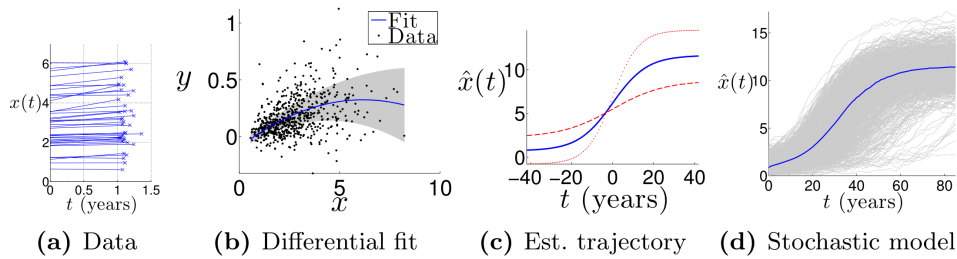 x(t)
6
4
2
0
0 0.5 1 1.5
t (years)
(a) Data
y
1
0.5
0
Fit
Data
0 5 10
x
(b) Differential fit
x̂(t)
10
5
0
−40 −20 0 20 40
t (years)
(c) Est. trajectory
x̂(t)
15
10
5
0
0 20 40 60 80
t (years)
(d) Stochastic model